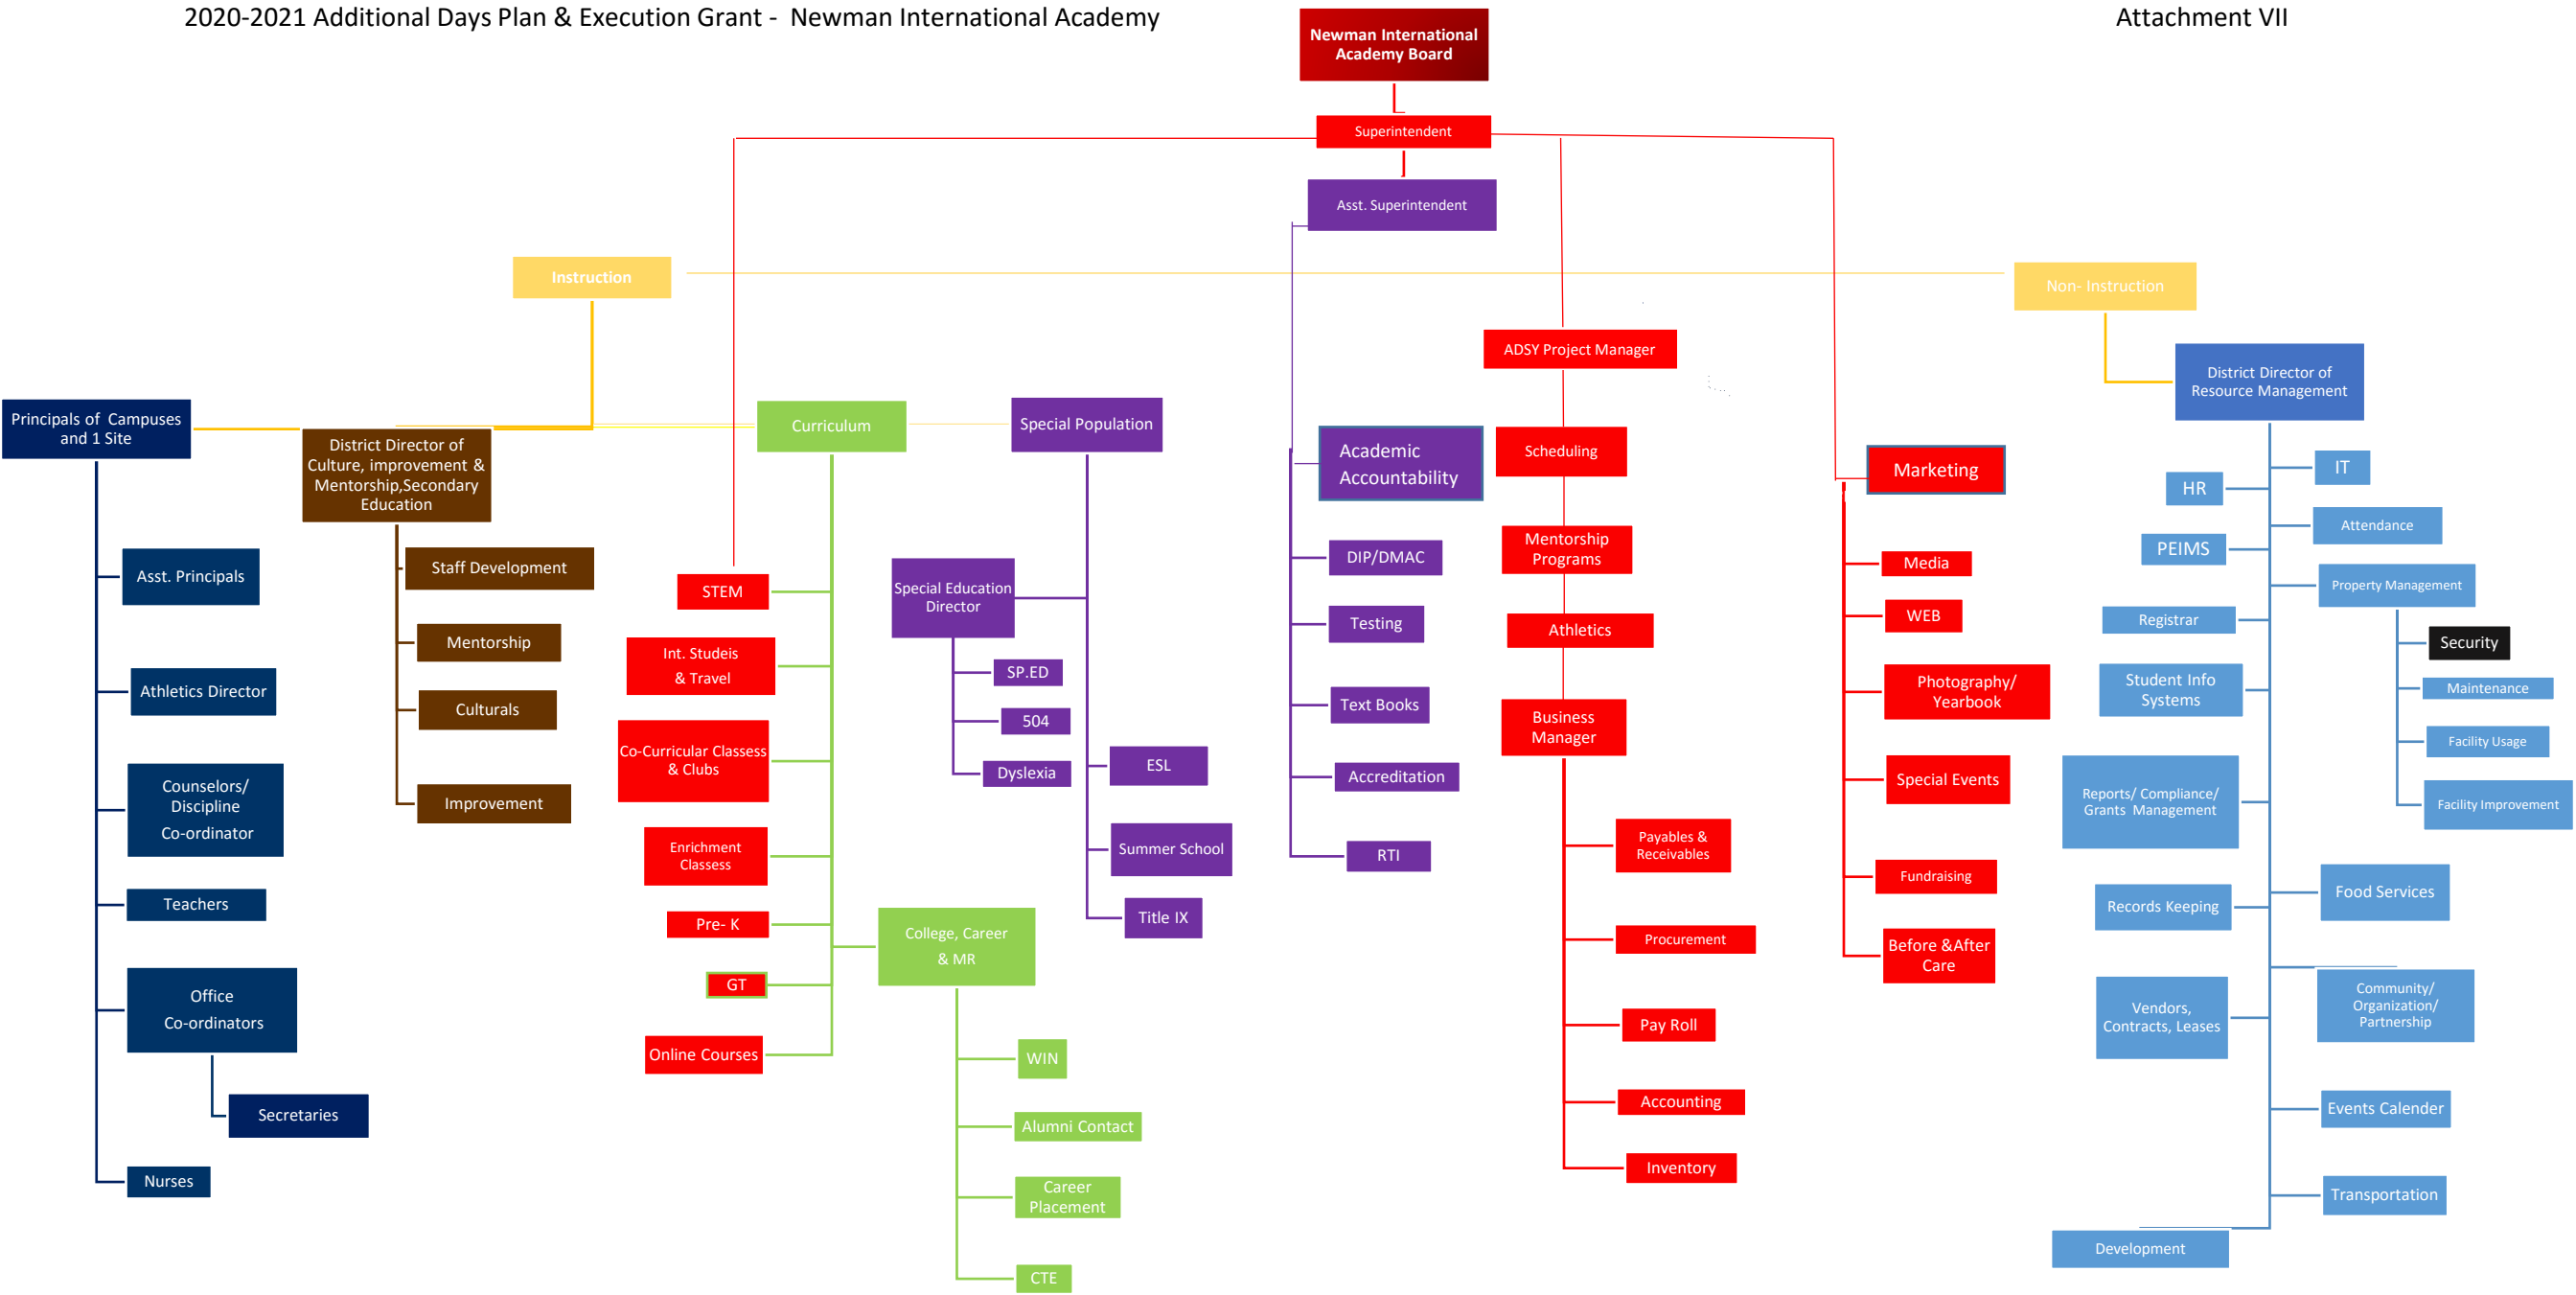 2020-2021 Additional Days Plan & Execution Grant -  Newman International Academy
Attachment VII
Newman International
Academy Board
Superintendent
Asst. Superintendent
Instruction
Non- Instruction
ADSY Project Manager
District Director of
Resource Management
Principals of  Campuses
and 1 Site
District Director of
Culture, improvement &
Mentorship,Secondary
Education
Curriculum
Special Population
Academic
Accountability
Scheduling
Marketing
Asst. Principals
Athletics Director
Counselors/
Discipline
Co-ordinator
Teachers
Office
Co-ordinators
Secretaries
Nurses
Staff Development
Mentorship
Culturals
Improvement
STEM
Int. Studeis
& Travel
Co-Curricular Classess
& Clubs
Enrichment
Classess
Pre- K
GT
Online Courses
College, Career
& MR
WIN
Alumni Contact
Career
Placement
CTE
Special Education
Director
SP.ED
504
Dyslexia
ESL
Summer School
Title IX
DIP/DMAC
Testing
Text Books
Accreditation
RTI
Mentorship
Programs
Athletics
Business
Manager
Payables &
Receivables
Procurement
Pay Roll
Accounting
Inventory
Media
WEB
Photography/
Yearbook
Special Events
Fundraising
Before &After
Care
IT
HR
Attendance
PEIMS
Property Management
Registrar
Security
Student Info
Systems
Maintenance
Facility Usage
Facility Improvement
Reports/ Compliance/
Grants  Management
Food Services
Records Keeping
Community/
Organization/
Partnership
Vendors,
Contracts, Leases
Events Calender
Transportation
Development